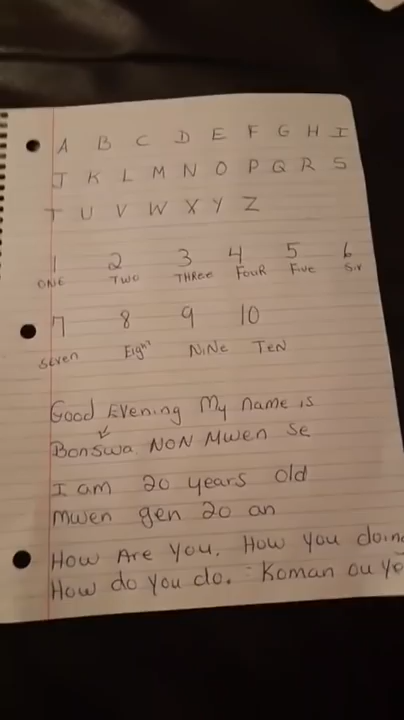 A B C D E F G H I
J K L M N O P Q R S
T U V W X Y Z
1 2 3 4 5 6
ONE TWO THREE FOUR Five Six
7 8 9 10
Seven Eight NiNe TeN
Good Evening My name is
Bonswa NON Mwen se
I am 20 years old
mwen gen 20 an
How Are You. How you doin
How do you do. Koman ou yo